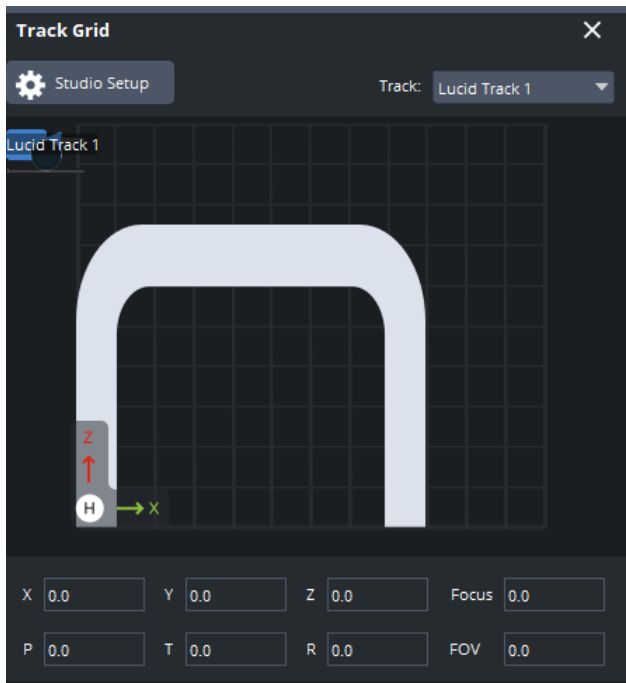 Track Grid
Studio Setup
Track:
Lucid Track 1
Lucid Track 1
Z
H
X
X 0.0 Y 0.0 Z 0.0 Focus 0.0
P 0.0 T 0.0 R 0.0 FOV 0.0